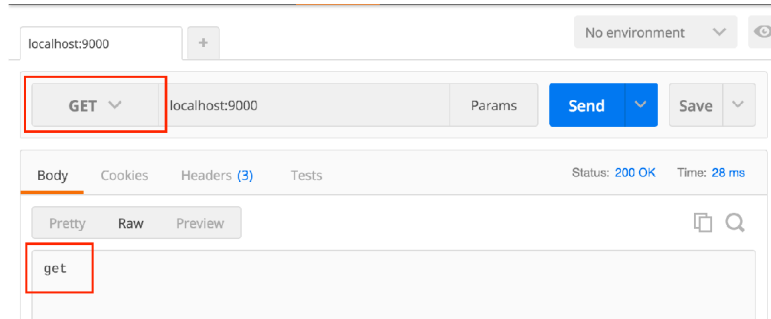 localhost:9000 + No environment
GET localhost:9000 Params Send Save
Body Cookies Headers (3) Tests Status: 200 OK Time: 28 ms
Pretty Raw Preview
get